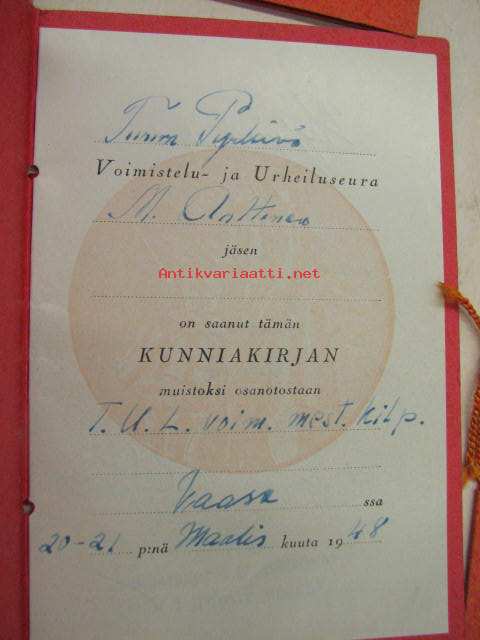 Turun Pyrkivä
Voimistelu- ja Urheiluseura
M. Anttinen
jäsen
Antikvariaatti.net
on saanut tämän
KUNNIAKIRJAN
muistoksi osanotostaan
T.U.L. voim. mest. kilp.
Vaasa ssa
20-21 p:nä Maalis kuuta 1948